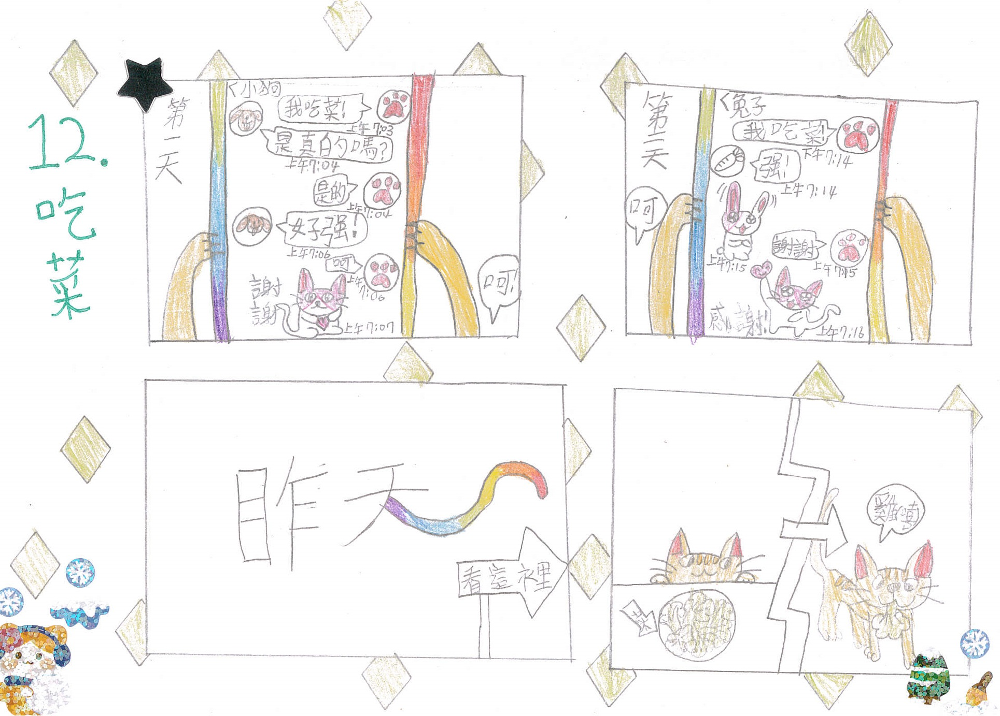 12. 吃菜
第一天
<小狗
我吃菜!
上午7:03
是真的嗎?
上午7:04
是的
上午7:04
好强!
上午7:06
呵
上午7:06
謝謝
上午7:07
呵!
第二天
<兔子
我吃菜!
下午7:14
强!
上午7:14
呵
上午7:15
謝謝
上午7:15
感謝!
上午7:16
昨天
看這裡
菜